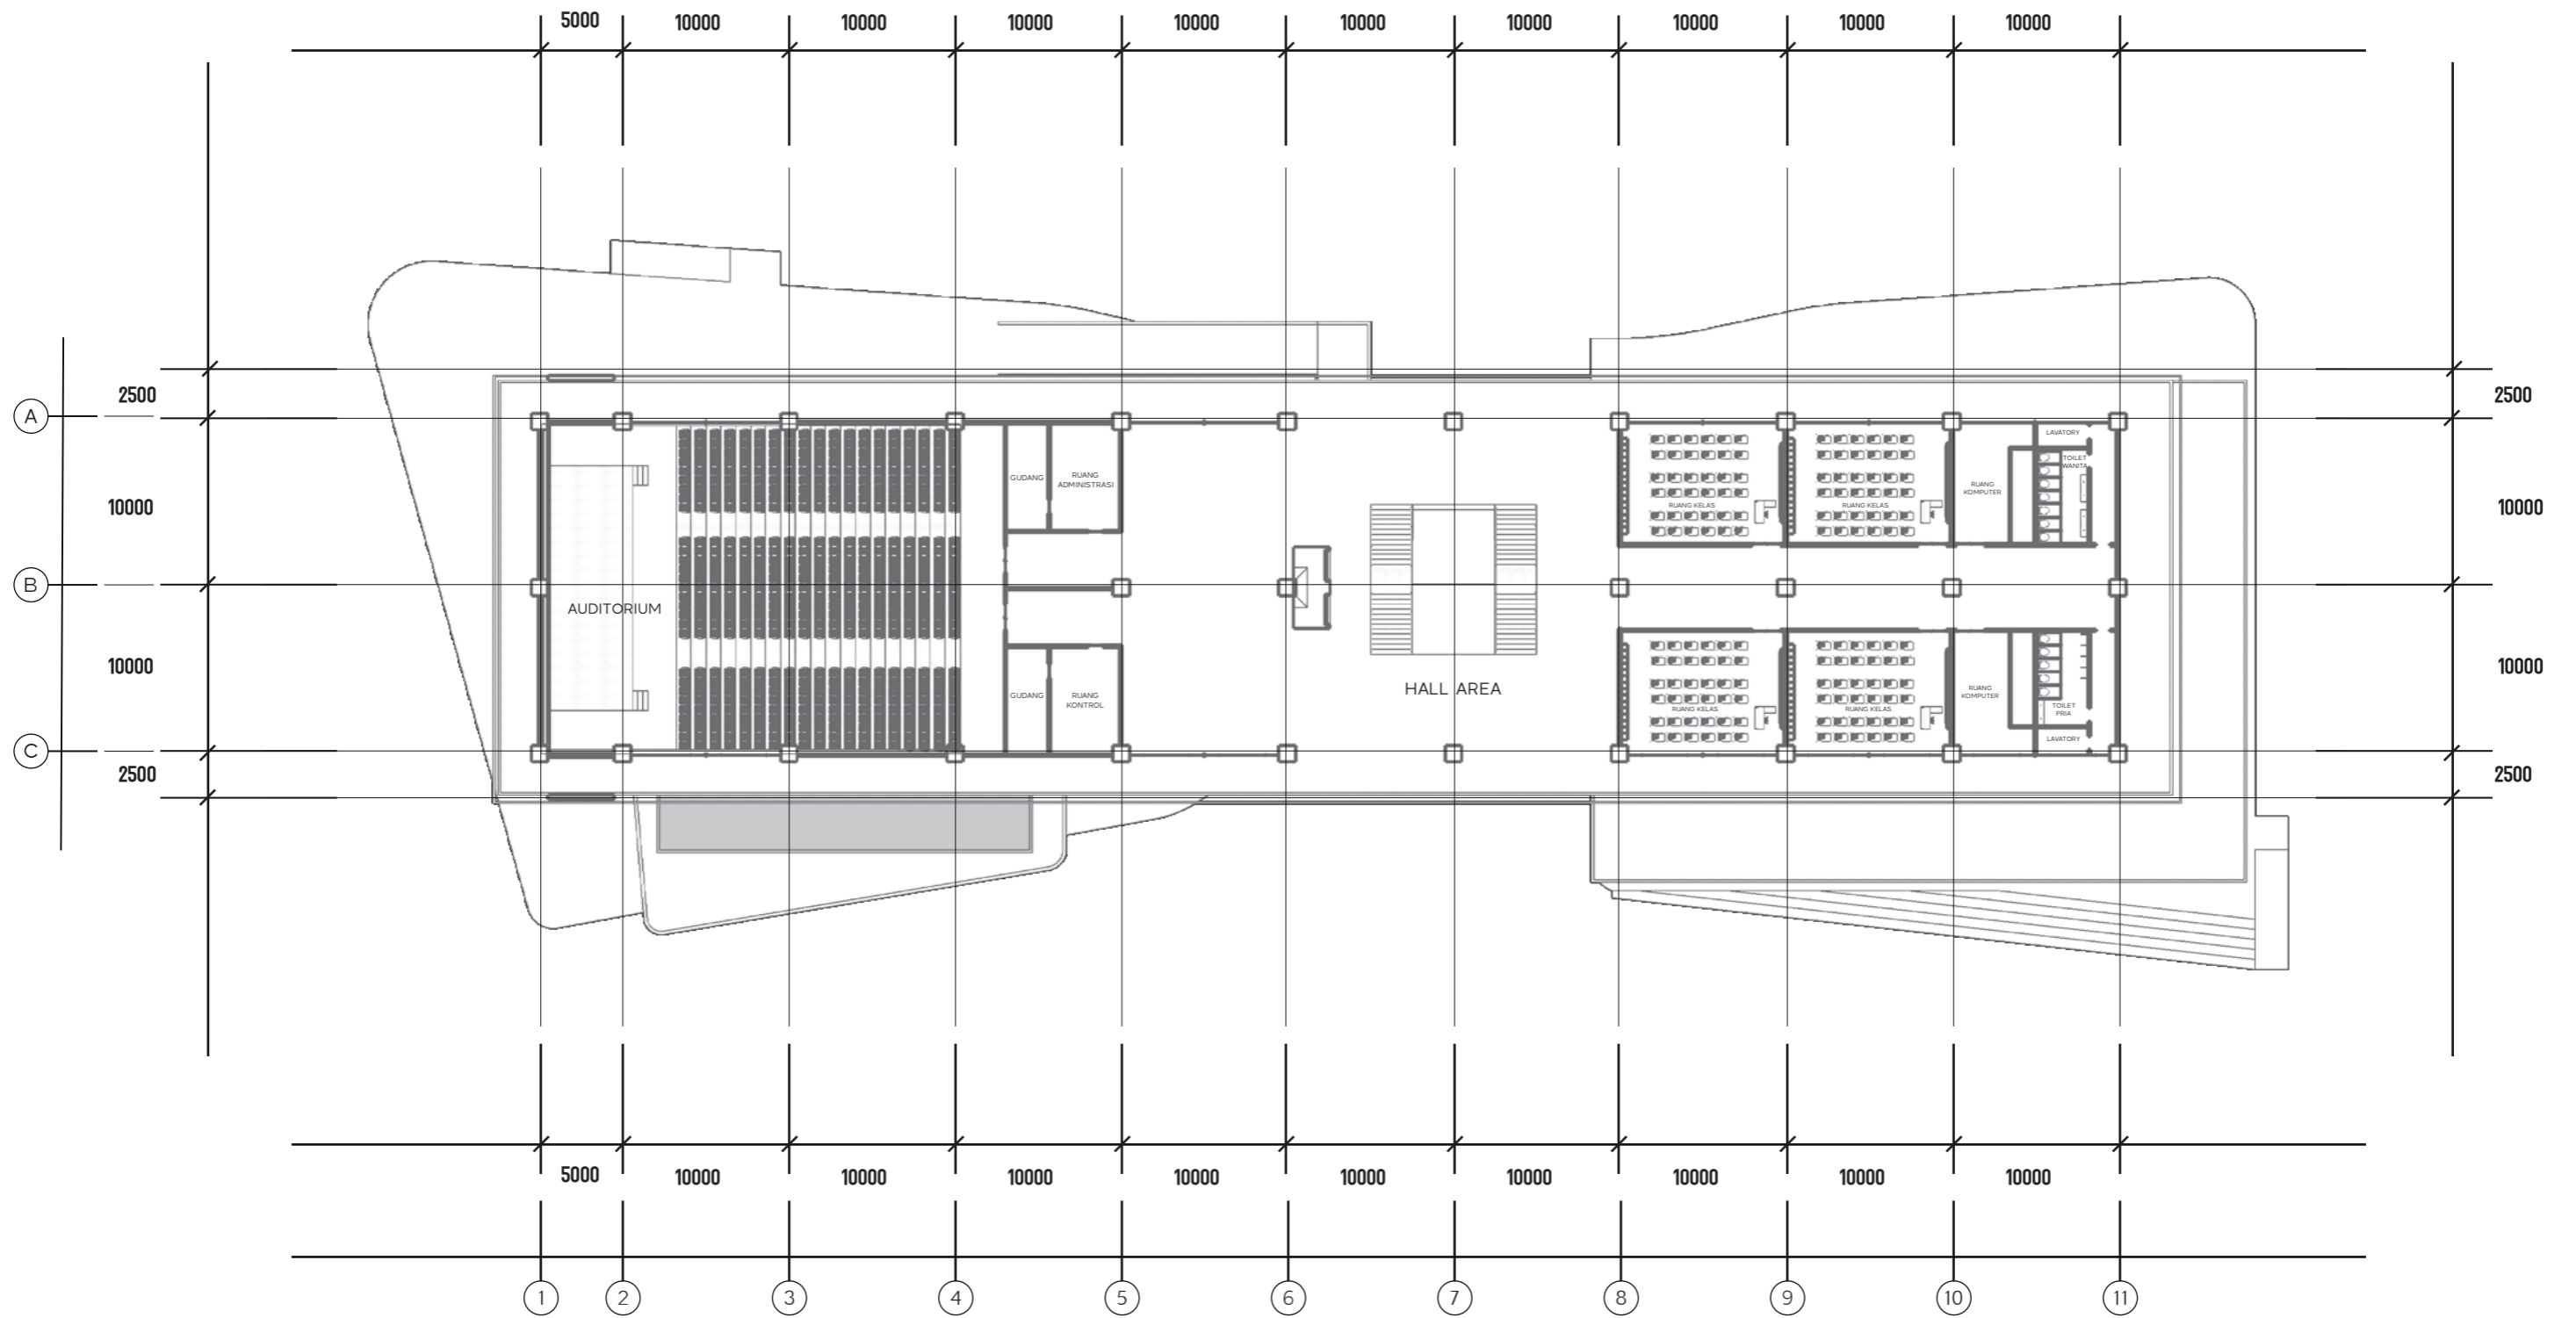 5000 10000 10000 10000 10000 10000 10000 10000 10000 10000
2500 2500
A
LAVATORY
TOILET
WANITA
GUDANG
RUANG
ADMINISTRASI
RUANG
KOMPUTER
10000
RUANG KELAS
RUANG KELAS
10000
B
AUDITORIUM
10000 10000
HALL AREA
GUDANG
RUANG
KONTROL
RUANG
KOMPUTER
RUANG KELAS
RUANG KELAS
TOILET
PRIA
LAVATORY
C
2500 2500
5000 10000 10000 10000 10000 10000 10000 10000 10000 10000
1 2 3 4 5 6 7 8 9 10 11